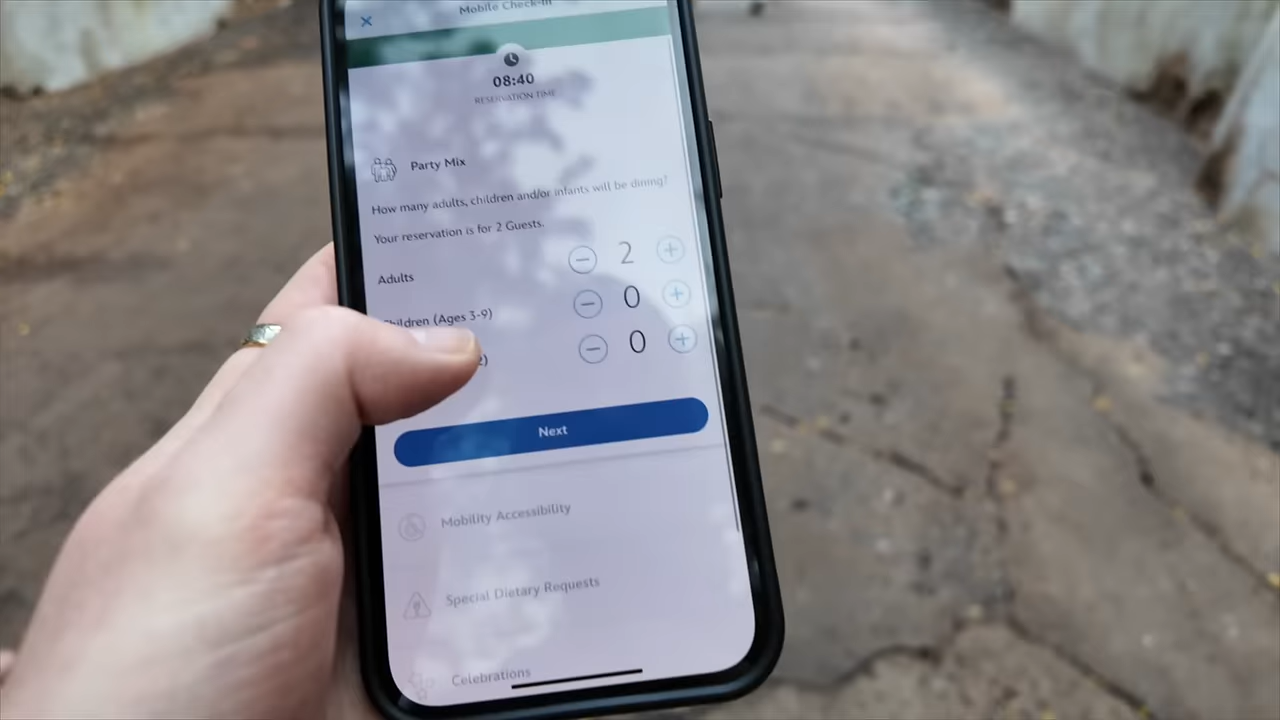 Mobile Check-In
08:40
RESERVATION TIME
Party Mix
How many adults, children and/or infants will be dining?
Your reservation is for 2 Guests.
Adults
2
Children (Ages 3-9)
0
0
Next
Mobility Accessibility
Special Dietary Requests
Celebrations